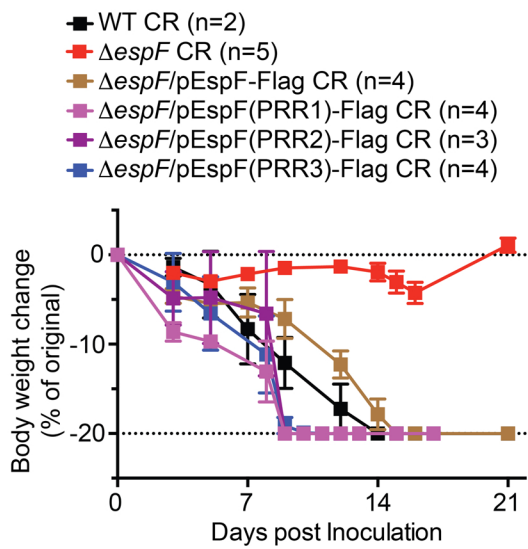 WT CR (n=2)
ΔespF CR (n=5)
ΔespF/pEspF-Flag CR (n=4)
ΔespF/pEspF(PRR1)-Flag CR (n=4)
ΔespF/pEspF(PRR2)-Flag CR (n=3)
ΔespF/pEspF(PRR3)-Flag CR (n=4)
Body weight change
(% of original)
0
-10
-20
0 7 14 21
Days post Inoculation